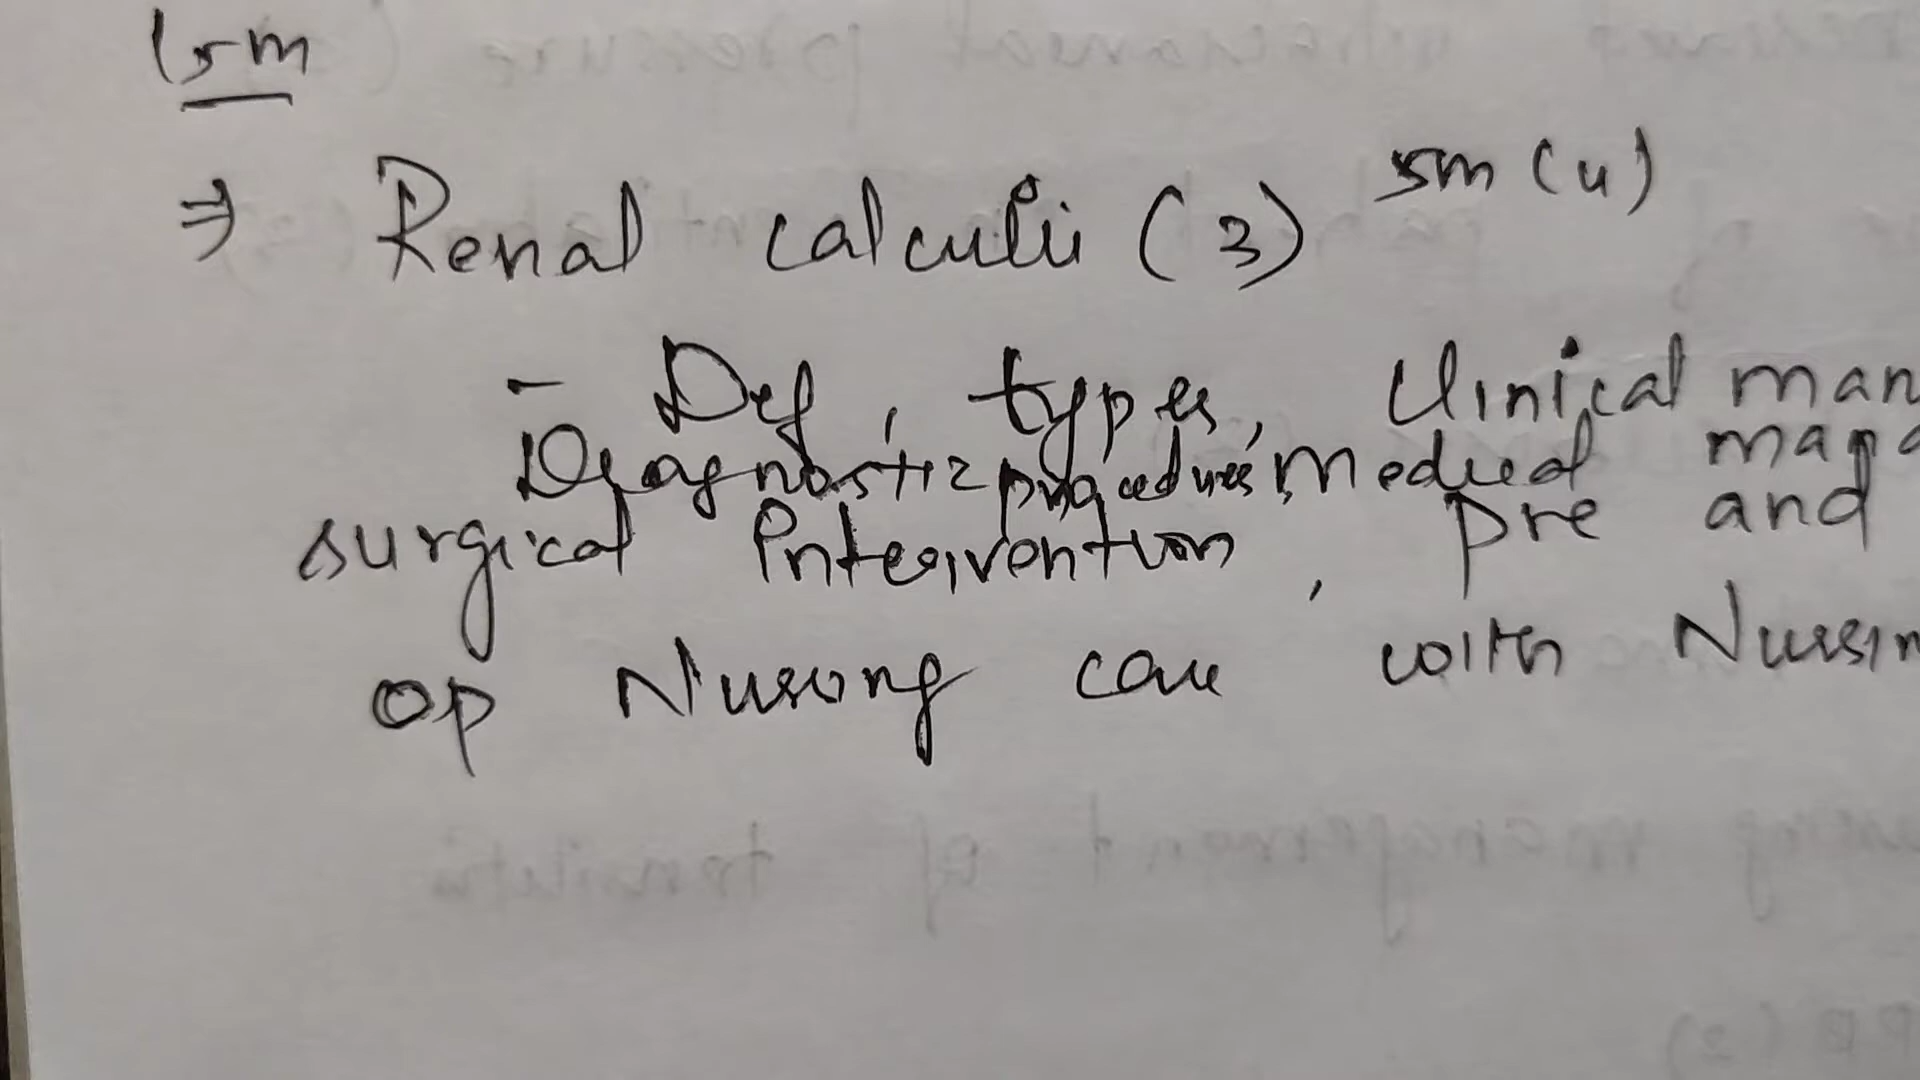 15m
⇒ Renal calculi (3) 5m (4)
- Def, types, Clinical man
Diagnostic procedures, Medical mana
surgical Intervention, pre and
op Nursing care with Nursin